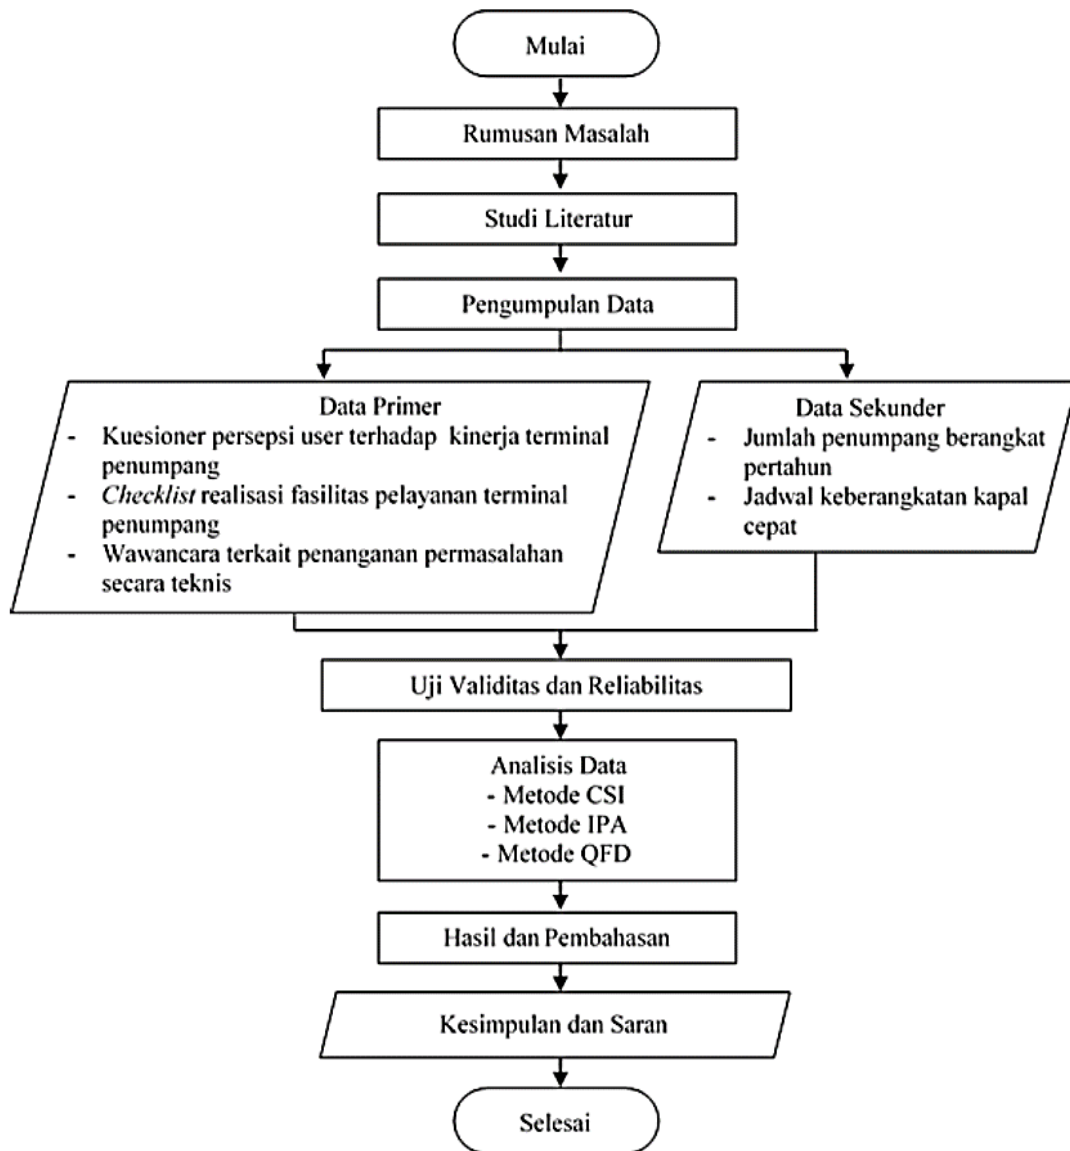 Mulai
Rumusan Masalah
Studi Literatur
Pengumpulan Data
Data Primer
- Kuesioner persepsi user terhadap kinerja terminal
penumpang
- Checklist realisasi fasilitas pelayanan terminal
penumpang
- Wawancara terkait penanganan permasalahan
secara teknis
Data Sekunder
- Jumlah penumpang berangkat
pertahun
- Jadwal keberangkatan kapal
cepat
Uji Validitas dan Reliabilitas
Analisis Data
- Metode CSI
- Metode IPA
- Metode QFD
Hasil dan Pembahasan
Kesimpulan dan Saran
Selesai